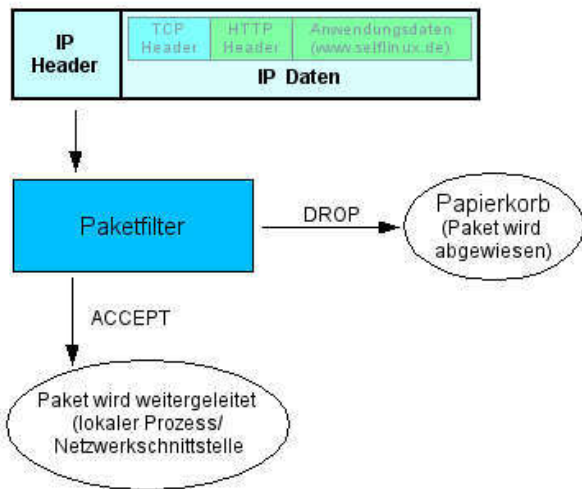 IP
Header
TCP
Header
HTTP
Header
Anwendungsdaten
(www.selflinux.de)
IP Daten
Paketfilter
DROP
Papierkorb
(Paket wird
abgewiesen)
ACCEPT
Paket wird weitergeleitet
(lokaler Prozess/
Netzwerkschnittstelle